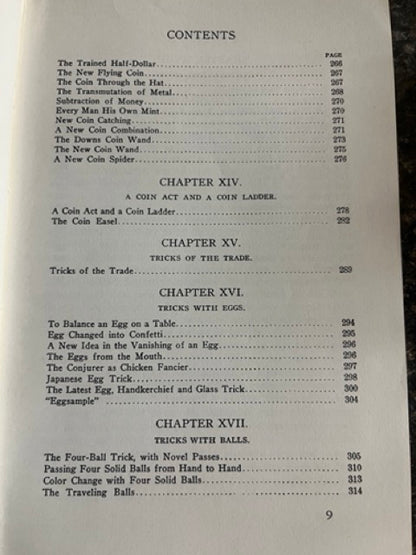 CONTENTS
PAGE
The Trained Half-Dollar 266
The New Flying Coin 267
The Coin Through the Hat 267
The Transmutation of Metal 268
Subtraction of Money 270
Every Man His Own Mint 270
New Coin Catching 271
A New Coin Combination 271
The Downs Coin Wand 273
The New Coin Wand 275
A New Coin Spider 276
CHAPTER XIV.
A COIN ACT AND A COIN LADDER.
A Coin Act and a Coin Ladder 278
The Coin Easel 282
CHAPTER XV.
TRICKS OF THE TRADE.
Tricks of the Trade 289
CHAPTER XVI.
TRICKS WITH EGGS.
To Balance an Egg on a Table 294
Egg Changed into Confetti 295
A New Idea in the Vanishing of an Egg 296
The Eggs from the Mouth 296
The Conjurer as Chicken Fancier 297
Japanese Egg Trick 298
The Latest Egg, Handkerchief and Glass Trick 300
"Eggsample" 304
CHAPTER XVII.
TRICKS WITH BALLS.
The Four-Ball Trick, with Novel Passes 305
Passing Four Solid Balls from Hand to Hand 310
Color Change with Four Solid Balls 313
The Traveling Balls 314
9